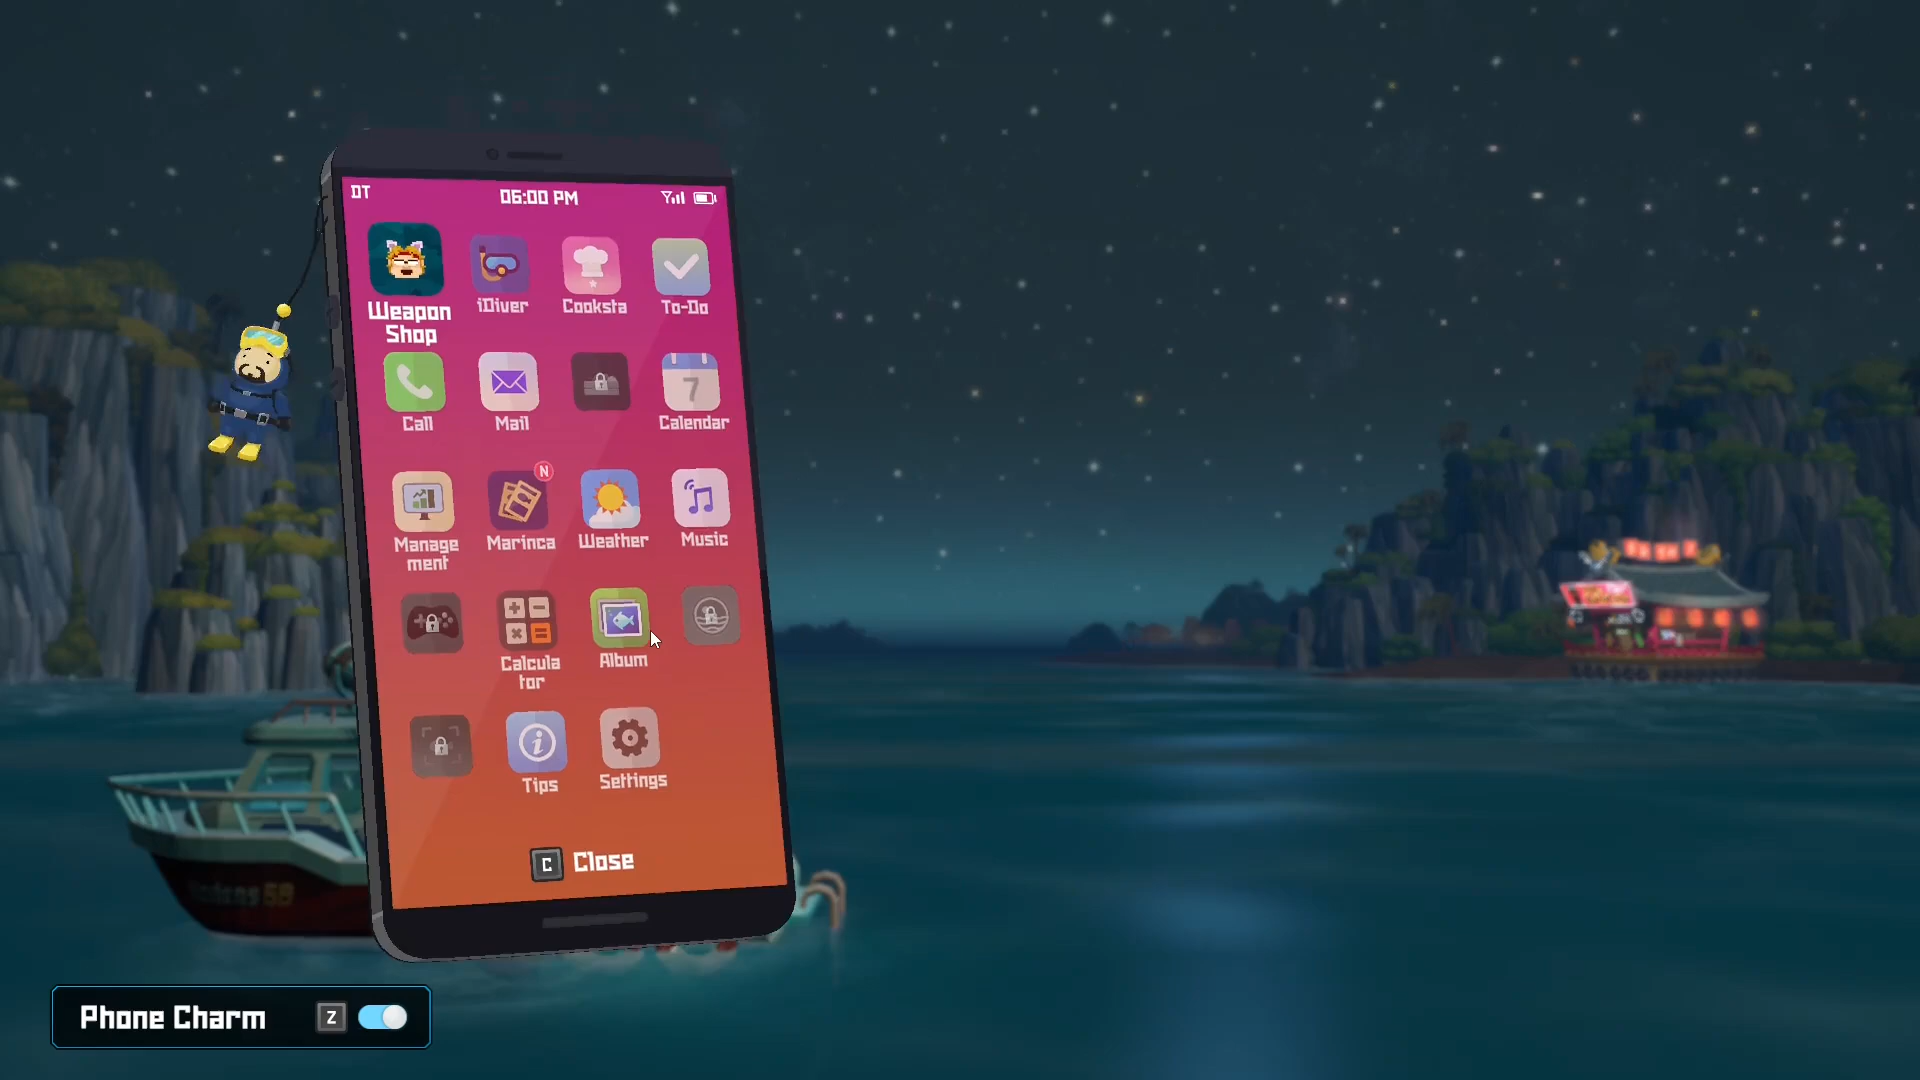 DT
06:00 PM
Weapon
Shop
iDiver
Cooksta
To-Do
Call
Mail
7
Calendar
Manage
ment
N
Marinca
Weather
Music
Calcula
tor
Album
Tips
Settings
C Close
Phone Charm Z